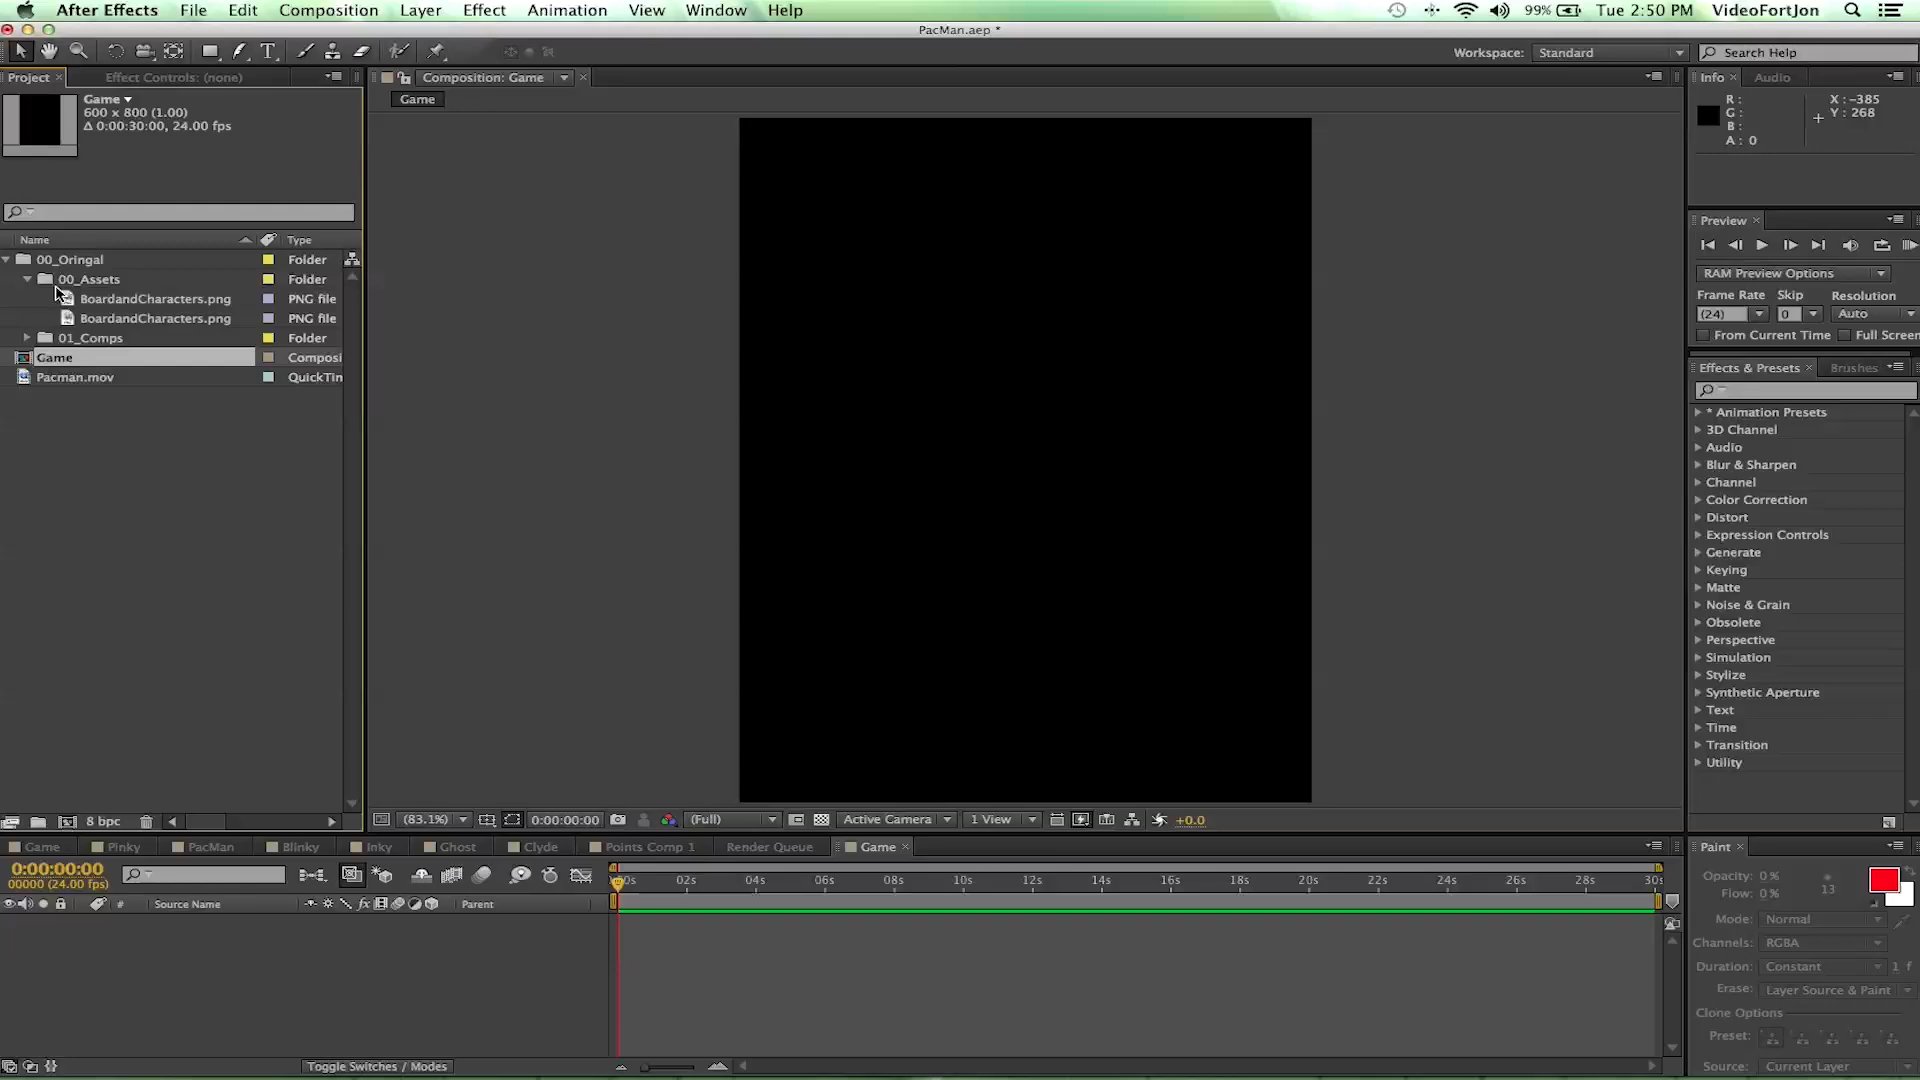 After Effects File Edit Composition Layer Effect Animation View Window Help 99% Tue 2:50 PM VideoFortJon
PacMan.aep *
Workspace: Standard Search Help
Project Effect Controls: (none) Composition: Game Info Audio
Game
600 x 800 (1.00)
Δ 0:00:30:00, 24.00 fps
Game
R :
G :
B :
A : 0
X : -385
Y : 268
Name Type
00_Oringal Folder
00_Assets Folder
BoardandCharacters.png PNG file
BoardandCharacters.png PNG file
01_Comps Folder
Game Composi
Pacman.mov QuickTin
Preview
RAM Preview Options
Frame Rate Skip Resolution
(24) 0 Auto
From Current Time Full Screen
Effects & Presets Brushes
* Animation Presets
3D Channel
Audio
Blur & Sharpen
Channel
Color Correction
Distort
Expression Controls
Generate
Keying
Matte
Noise & Grain
Obsolete
Perspective
Simulation
Stylize
Synthetic Aperture
Text
Time
Transition
Utility
8 bpc
(83.1%) 0:00:00:00 (Full) Active Camera 1 View +0.0
Game Pinky PacMan Blinky Inky Ghost Clyde Points Comp 1 Render Queue Game
0:00:00:00
00000 (24.00 fps)
00s 02s 04s 06s 08s 10s 12s 14s 16s 18s 20s 22s 24s 26s 28s 30s
# Source Name fx Parent
Toggle Switches / Modes
Paint
Opacity: 0 %
Flow: 0 %
13
Mode: Normal
Channels: RGBA
Duration: Constant 1 f
Erase: Layer Source & Paint
Clone Options
Preset:
Source: Current Layer